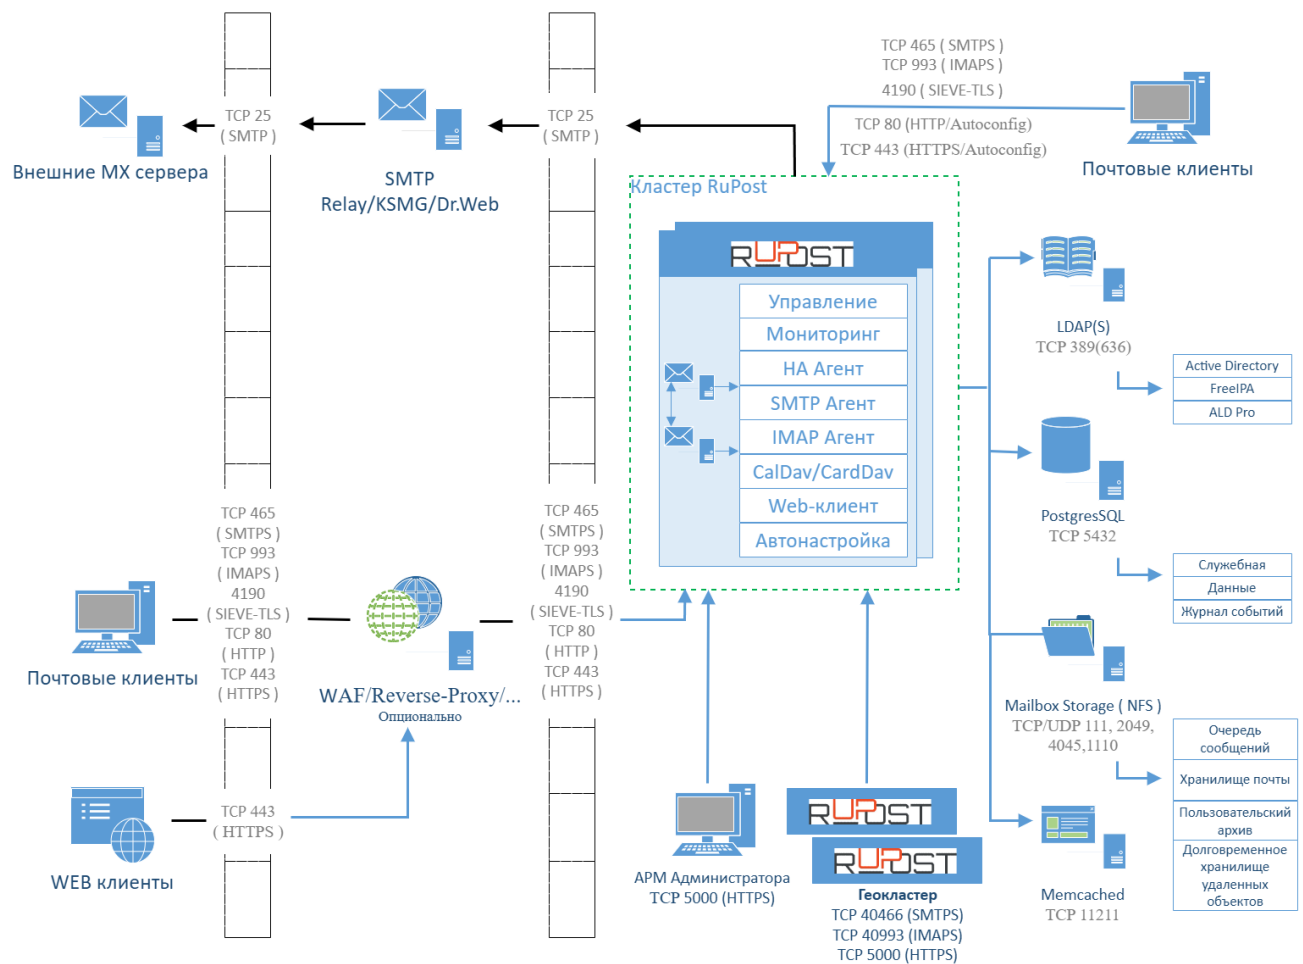 TCP 465 ( SMTPS )
TCP 993 ( IMAPS )
4190 ( SIEVE-TLS )
TCP 80 (HTTP/Autoconfig)
TCP 443 (HTTPS/Autoconfig)
Почтовые клиенты
TCP 25
( SMTP )
TCP 25
( SMTP )
Внешние MX сервера
SMTP
Relay/KSMG/Dr.Web
Кластер RuPost
RUPOST
Управление
Мониторинг
HA Агент
SMTP Агент
IMAP Агент
CalDav/CardDav
Web-клиент
Автонастройка
LDAP(S)
TCP 389(636)
Active Directory
FreeIPA
ALD Pro
PostgresSQL
TCP 5432
Служебная
Данные
Журнал событий
Mailbox Storage ( NFS )
TCP/UDP 111, 2049,
4045,1110
Очередь
сообщений
Хранилище почты
Пользовательский
архив
Долговременное
хранилище
удаленных
объектов
Memcached
TCP 11211
TCP 465
( SMTPS )
TCP 993
( IMAPS )
4190
( SIEVE-TLS )
TCP 80
( HTTP )
TCP 443
( HTTPS )
TCP 465
( SMTPS )
TCP 993
( IMAPS )
4190
(SIEVE-TLS )
TCP 80
( HTTP )
TCP 443
( HTTPS )
Почтовые клиенты
WAF/Reverse-Proxy/...
Опционально
TCP 443
( HTTPS )
WEB клиенты
АРМ Администратора
TCP 5000 (HTTPS)
RUPOST
RUPOST
Геокластер
TCP 40466 (SMTPS)
TCP 40993 (IMAPS)
TCP 5000 (HTTPS)